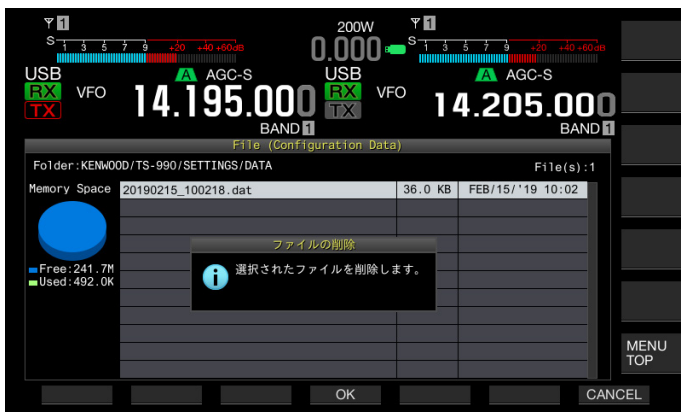 1 200W 1
S 1 3 5 7 9 +20 +40 +60dB 0.000 B S 1 3 5 7 9 +20 +40 +60dB
USB A AGC-S USB A AGC-S
RX VFO 14.195.000 RX VFO 14.205.000
TX TX
BAND 1 BAND 1
File (Configuration Data)
Folder:KENWOOD/TS-990/SETTINGS/DATA File(s):1
Memory Space 20190215_100218.dat 36.0 KB FEB/15/'19 10:02
ファイルの削除
選択されたファイルを削除します。
Free:241.7M
Used:492.0K
MENU
TOP
OK CANCEL